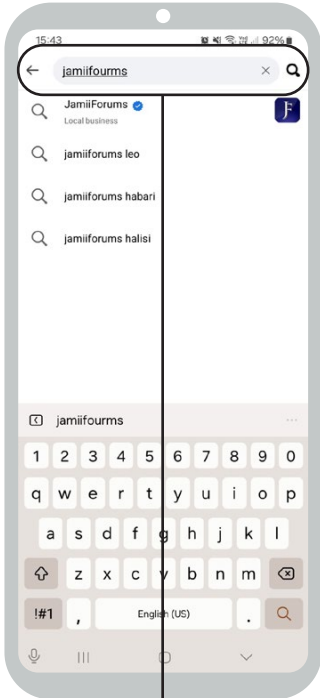 15:43 92%
jamiifourms
JamiiForums
Local business
jamiiforums leo
jamiiforums habari
jamiiforums halisi
jamiifourms
1 2 3 4 5 6 7 8 9 0
q w e r t y u i o p
a s d f g h j k l
z x c v b n m
!#1 , English (US) .